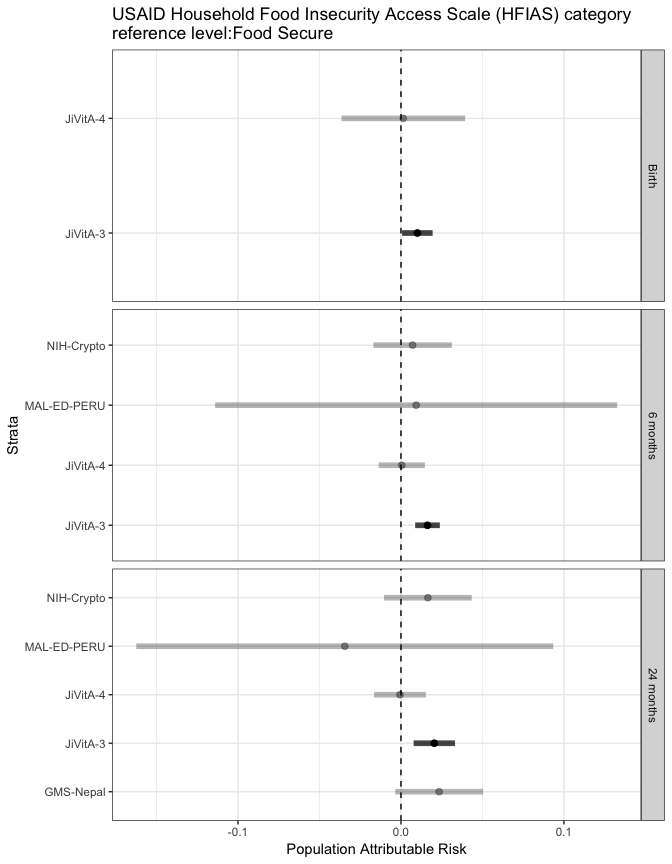 USAID Household Food Insecurity Access Scale (HFIAS) category
reference level:Food Secure
JiVitA-4
JiVitA-3
Birth
NIH-Crypto
MAL-ED-PERU
JiVitA-4
JiVitA-3
6 months
NIH-Crypto
MAL-ED-PERU
JiVitA-4
JiVitA-3
GMS-Nepal
24 months
Strata
-0.1
0.0
0.1
Population Attributable Risk